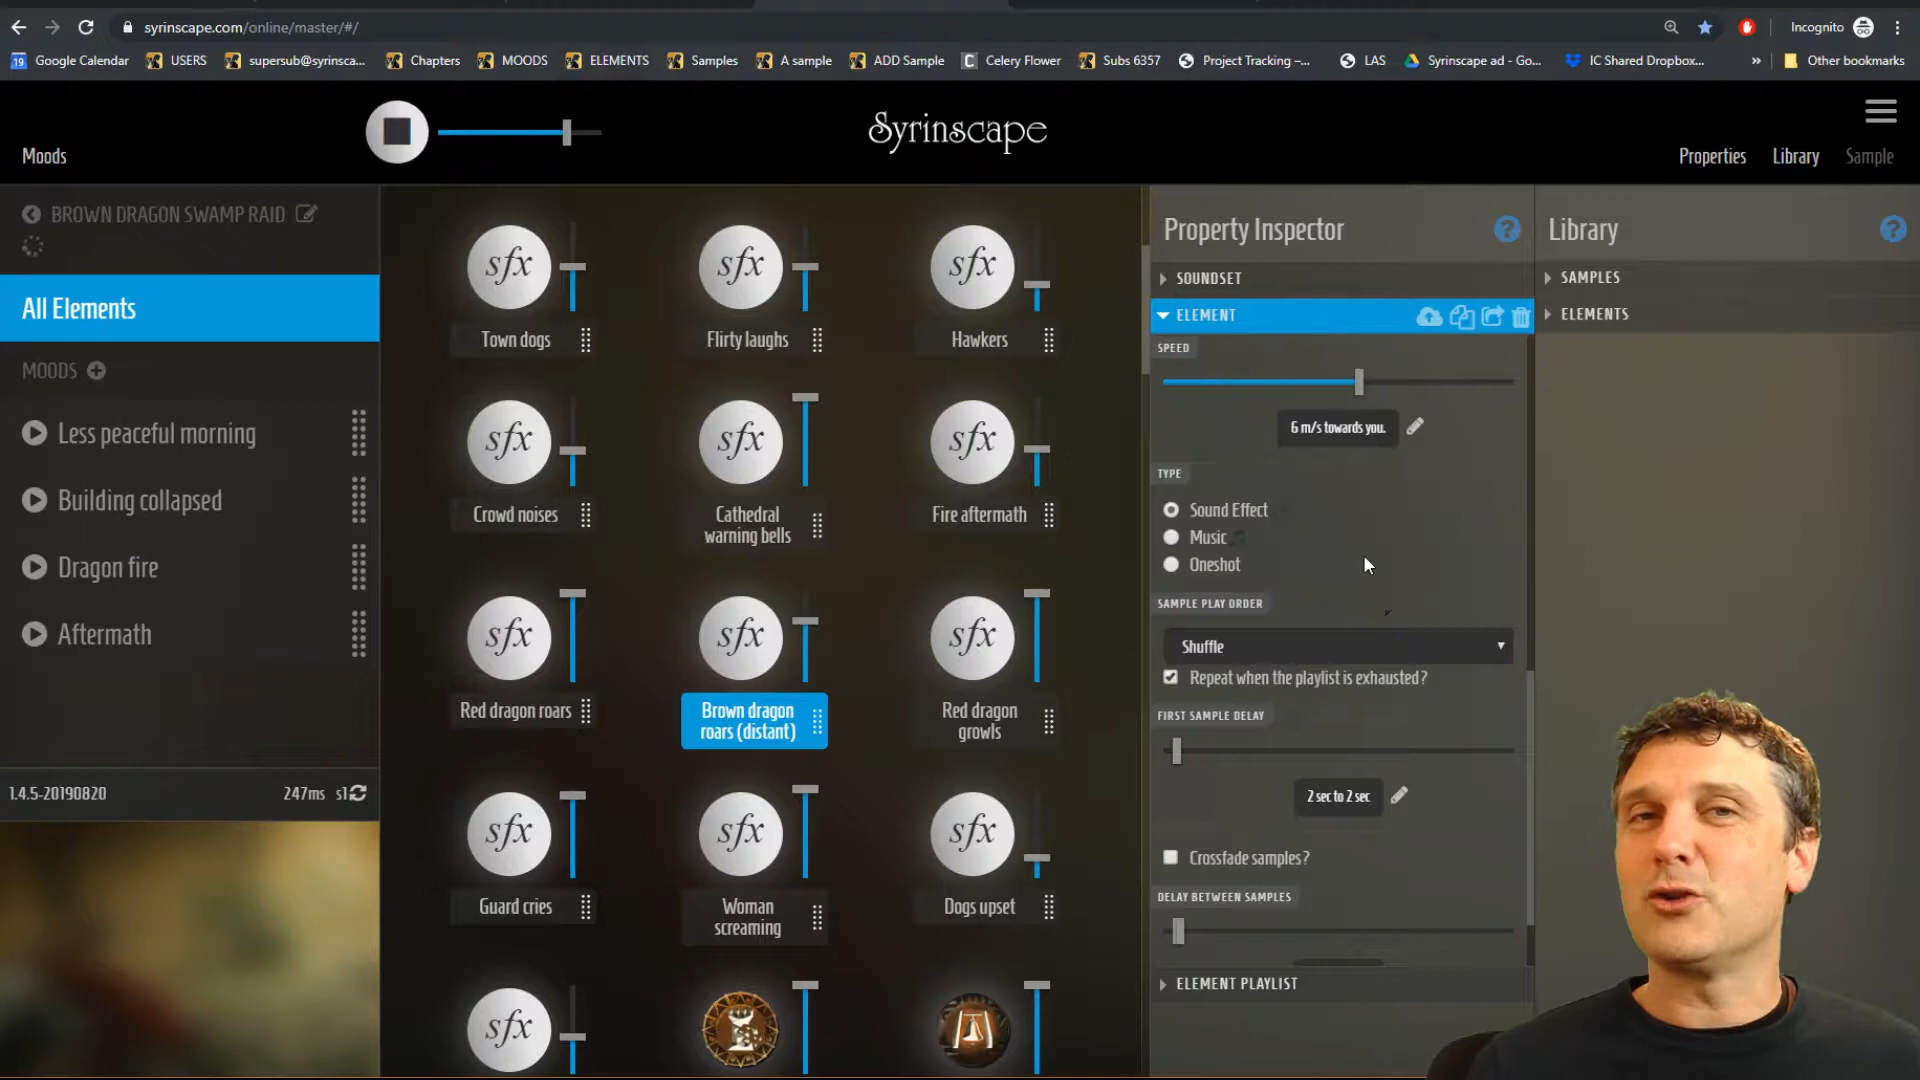 syrinscape.com/online/master/#/
Incognito
19 Google Calendar
USERS
supersub@syrinsca...
Chapters
MOODS
ELEMENTS
Samples
A sample
ADD Sample
C Celery Flower
Subs 6357
Project Tracking –...
LAS
Syrinscape ad - Go...
IC Shared Dropbox...
»
Other bookmarks
Syrinscape
Moods
Properties
Library
Sample
BROWN DRAGON SWAMP RAID
All Elements
MOODS
Less peaceful morning
Building collapsed
Dragon fire
Aftermath
1.4.5-20190820
247ms s1
sfx
sfx
sfx
Town dogs
Flirty laughs
Hawkers
sfx
sfx
sfx
Crowd noises
Cathedral
warning bells
Fire aftermath
sfx
sfx
sfx
Red dragon roars
Brown dragon
roars (distant)
Red dragon
growls
sfx
sfx
sfx
Guard cries
Woman
screaming
Dogs upset
sfx
Property Inspector
?
SOUNDSET
ELEMENT
SPEED
6 m/s towards you.
TYPE
Sound Effect
Music
Oneshot
SAMPLE PLAY ORDER
Shuffle
Repeat when the playlist is exhausted?
FIRST SAMPLE DELAY
2 sec to 2 sec
Crossfade samples?
DELAY BETWEEN SAMPLES
ELEMENT PLAYLIST
Library
?
SAMPLES
ELEMENTS